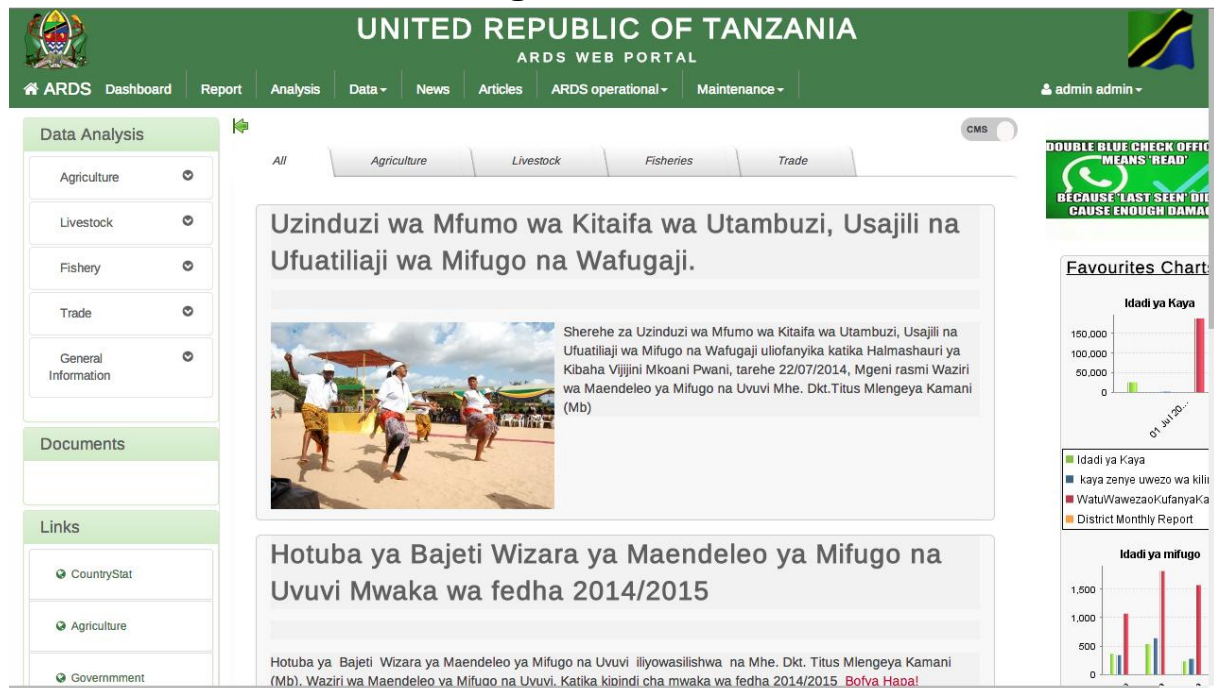 UNITED REPUBLIC OF TANZANIA
ARDS WEB PORTAL
ARDS Dashboard Report Analysis Data News Articles ARDS operational Maintenance admin admin
Data Analysis
Agriculture
Livestock
Fishery
Trade
General
Information
Documents
Links
CountryStat
Agriculture
Governmment
CMS
All Agriculture Livestock Fisheries Trade
Uzinduzi wa Mfumo wa Kitaifa wa Utambuzi, Usajili na
Ufuatiliaji wa Mifugo na Wafugaji.
Sherehe za Uzinduzi wa Mfumo wa Kitaifa wa Utambuzi, Usajili na
Ufuatiliaji wa Mifugo na Wafugaji uliofanyika katika Halmashauri ya
Kibaha Vijijini Mkoani Pwani, tarehe 22/07/2014, Mgeni rasmi Waziri
wa Maendeleo ya Mifugo na Uvuvi Mhe. Dkt.Titus Mlengeya Kamani
(Mb)
Hotuba ya Bajeti Wizara ya Maendeleo ya Mifugo na
Uvuvi Mwaka wa fedha 2014/2015
Hotuba ya Bajeti Wizara ya Maendeleo ya Mifugo na Uvuvi iliyowasilishwa na Mhe. Dkt. Titus Mlengeya Kamani
(Mb), Waziri wa Maendeleo ya Mifugo na Uvuvi. Katika kipindi cha mwaka wa fedha 2014/2015 Bofya Hapa!
DOUBLE BLUE CHECK OFFIC
MEANS 'READ'
BECAUSE 'LAST SEEN' DID
CAUSE ENOUGH DAMAG
Favourites Charts
Idadi ya Kaya
150,000
100,000
50,000
0
01 Jul 20...
Idadi ya Kaya
kaya zenye uwezo wa kili
WatuWawezaoKufanyaKa
District Monthly Report
Idadi ya mifugo
1,500
1,000
500
0